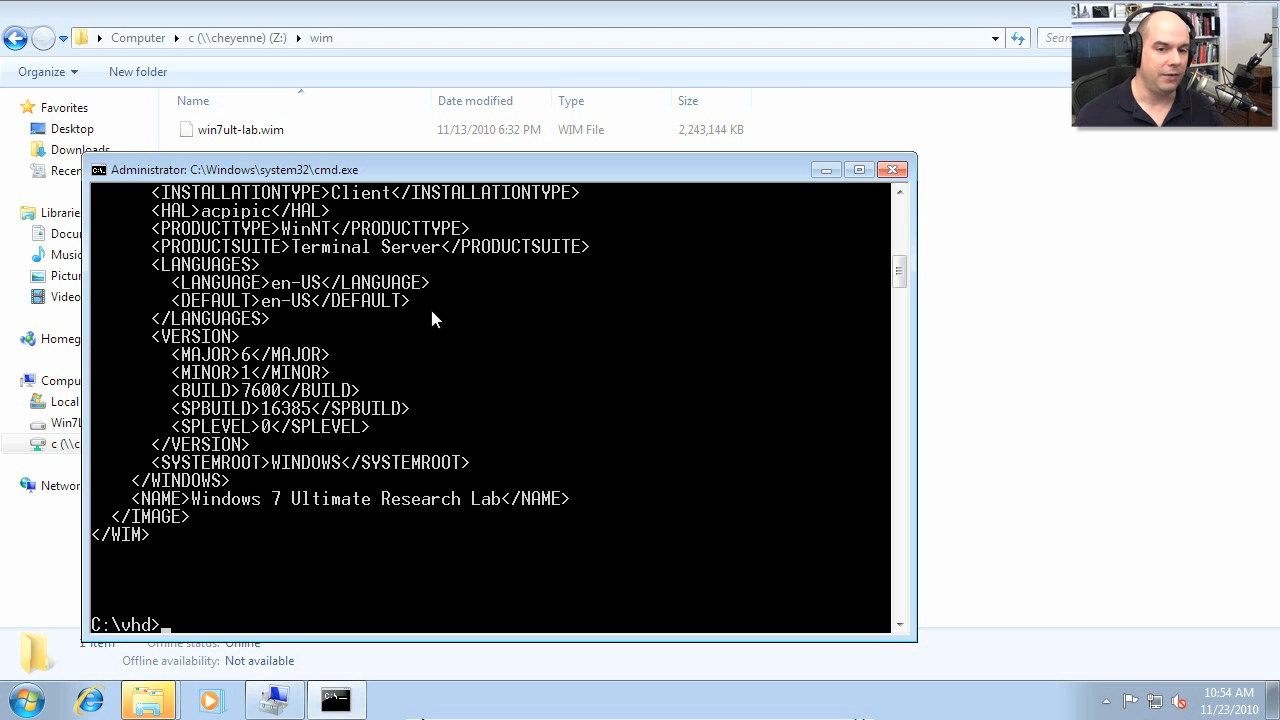 Computer
c (\\cheddar) (Z:)
wim
Organize
New folder
Favorites
Desktop
Downloads
Name
Date modified
Type
Size
win7ult-lab.wim
6:32 PM
WIM File
2,243,144 KB
Administrator: C:\Windows\system32\cmd.exe
<INSTALLATIONTYPE>Client</INSTALLATIONTYPE>
<HAL>acpipic</HAL>
<PRODUCTTYPE>WinNT</PRODUCTTYPE>
<PRODUCTSUITE>Terminal Server</PRODUCTSUITE>
<LANGUAGES>
<LANGUAGE>en-US</LANGUAGE>
<DEFAULT>en-US</DEFAULT>
</LANGUAGES>
<VERSION>
<MAJOR>6</MAJOR>
<MINOR>1</MINOR>
<BUILD>7600</BUILD>
<SPBUILD>16385</SPBUILD>
<SPLEVEL>0</SPLEVEL>
</VERSION>
<SYSTEMROOT>WINDOWS</SYSTEMROOT>
</WINDOWS>
<NAME>Windows 7 Ultimate Research Lab</NAME>
</IMAGE>
</WIM>
C:\vhd>
Offline availability: Not available
10:54 AM
11/23/2010